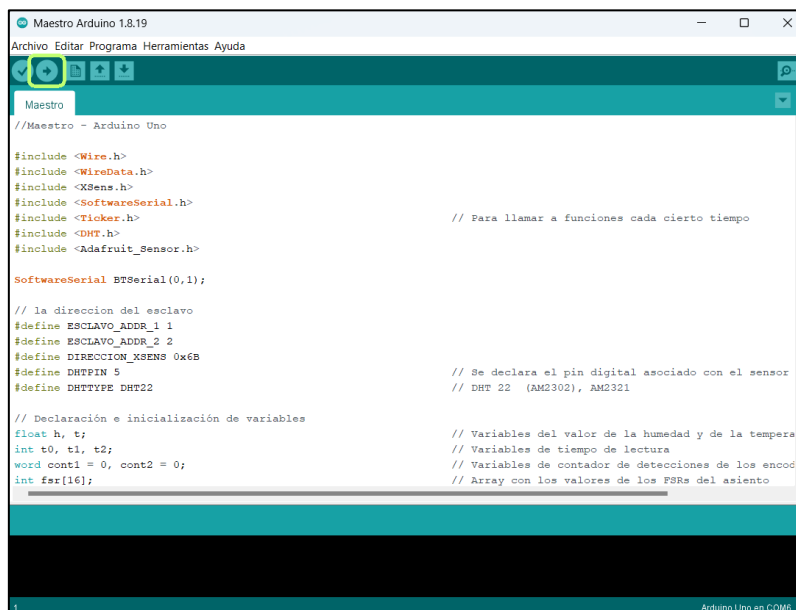 Maestro Arduino 1.8.19
Archivo Editar Programa Herramientas Ayuda
Maestro
//Maestro - Arduino Uno
#include <Wire.h>
#include <WireData.h>
#include <XSens.h>
#include <SoftwareSerial.h>
#include <Ticker.h> // Para llamar a funciones cada cierto tiempo
#include <DHT.h>
#include <Adafruit_Sensor.h>
SoftwareSerial BTSerial(0,1);
// la direccion del esclavo
#define ESCLAVO_ADDR_1 1
#define ESCLAVO_ADDR_2 2
#define DIRECCION_XSENS 0x6B
#define DHTPIN 5 // Se declara el pin digital asociado con el sensor
#define DHTTYPE DHT22 // DHT 22 (AM2302), AM2321
// Declaración e inicialización de variables
float h, t; // Variables del valor de la humedad y de la tempera
int t0, t1, t2; // Variables de tiempo de lectura
word cont1 = 0, cont2 = 0; // Variables de contador de detecciones de los encod
int fsr[16]; // Array con los valores de los FSRs del asiento
1 Arduino Uno en COM6